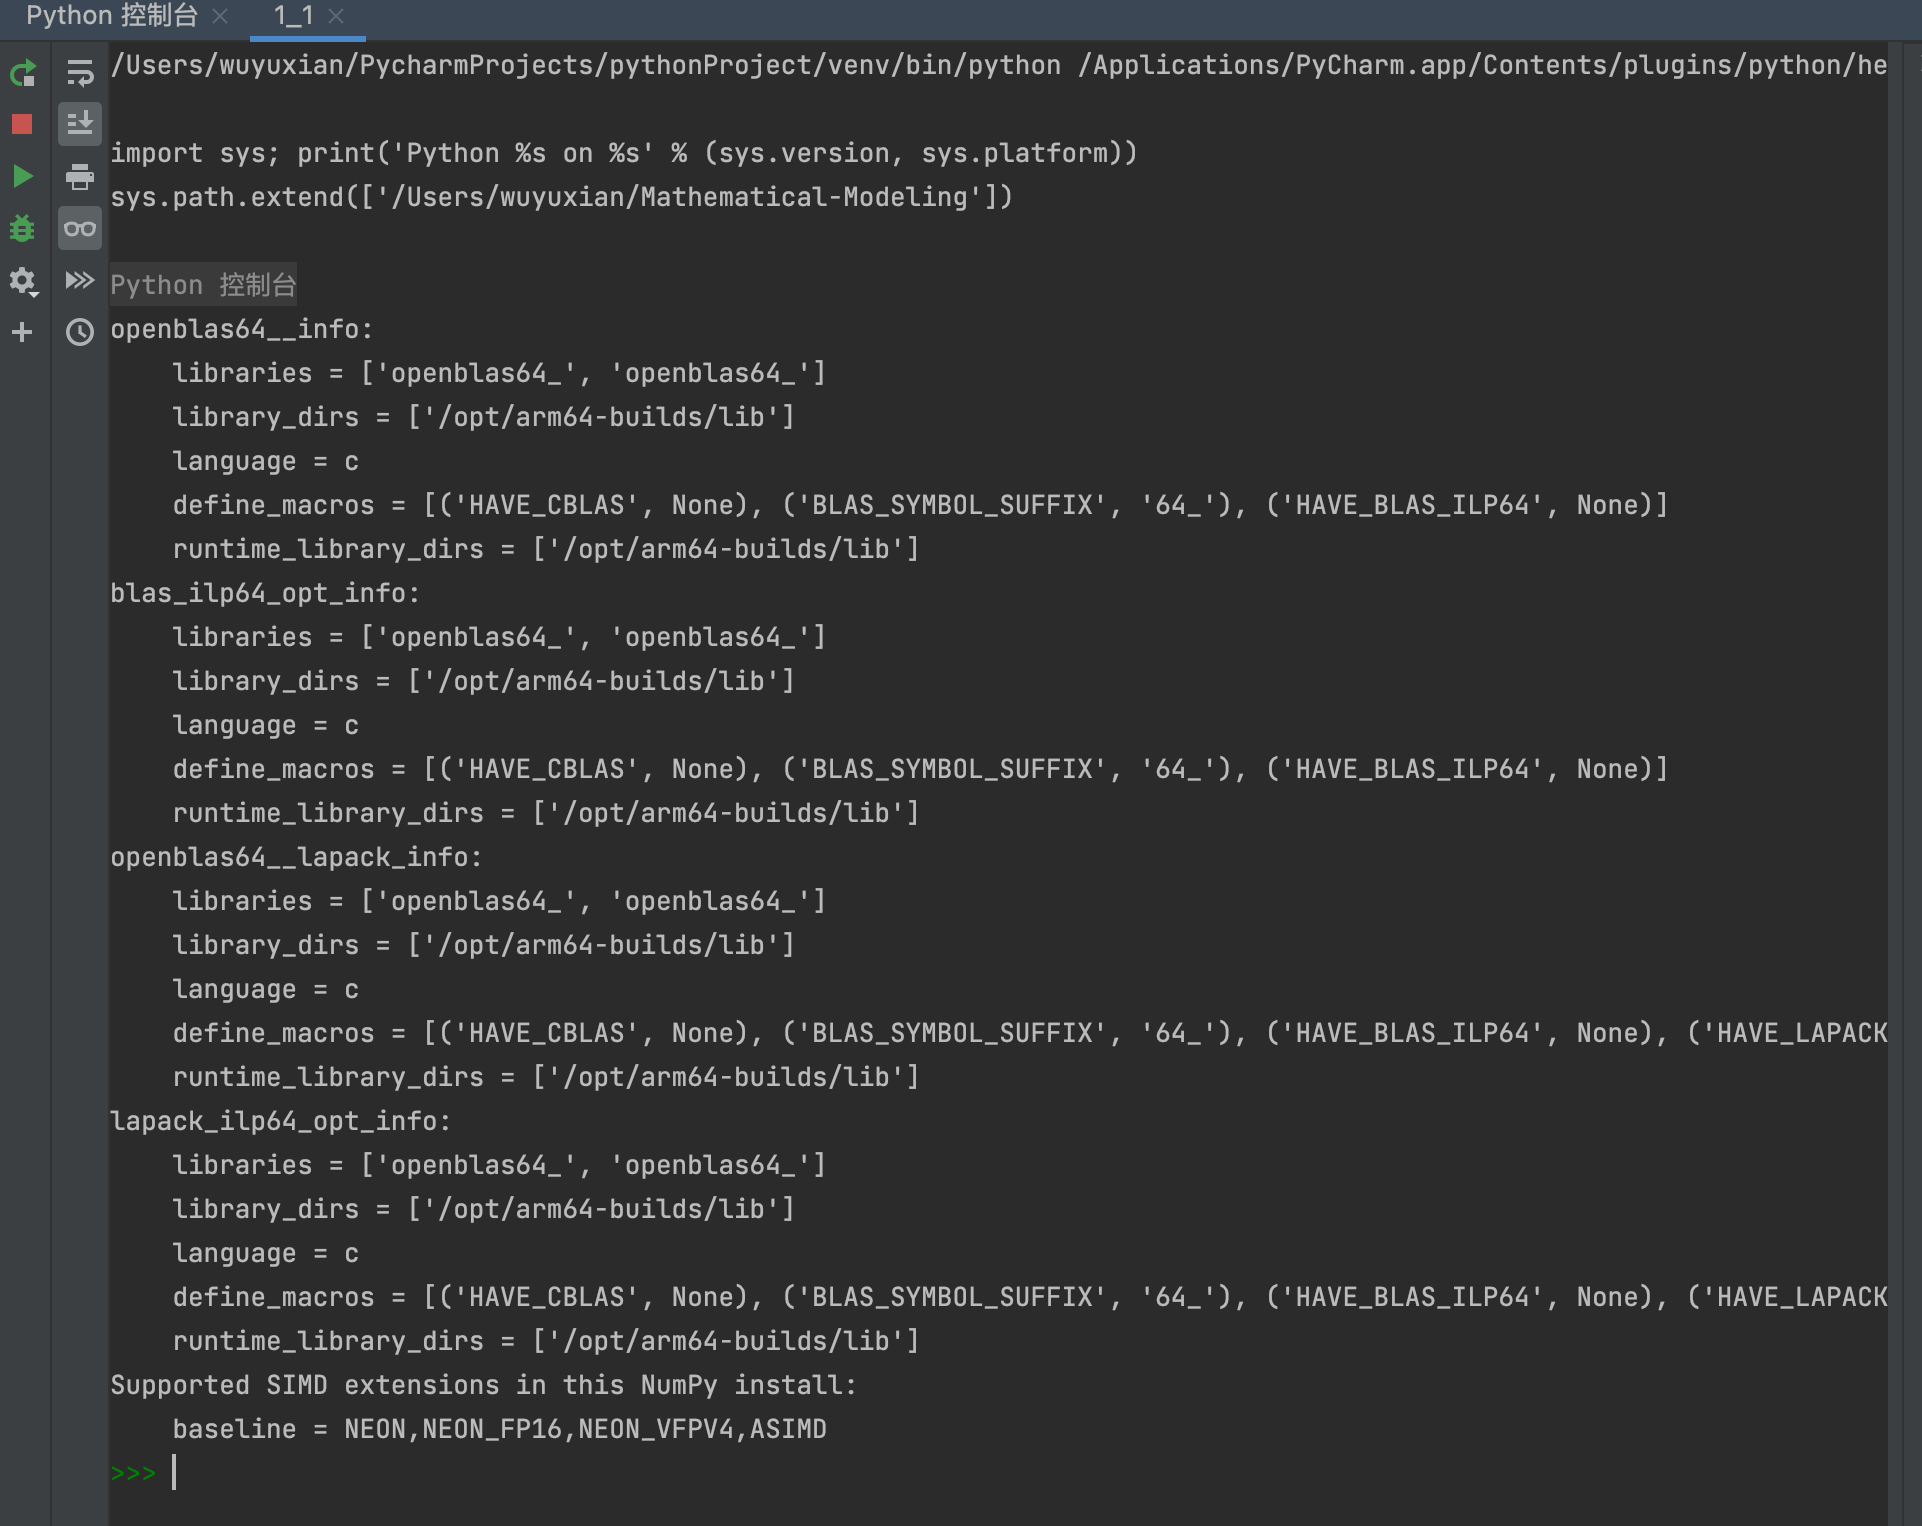 Python 控制台 1_1
/Users/wuyuxian/PycharmProjects/pythonProject/venv/bin/python /Applications/PyCharm.app/Contents/plugins/python/he
import sys; print('Python %s on %s' % (sys.version, sys.platform))
sys.path.extend(['/Users/wuyuxian/Mathematical-Modeling'])
Python 控制台
openblas64__info:
    libraries = ['openblas64_', 'openblas64_']
    library_dirs = ['/opt/arm64-builds/lib']
    language = c
    define_macros = [('HAVE_CBLAS', None), ('BLAS_SYMBOL_SUFFIX', '64_'), ('HAVE_BLAS_ILP64', None)]
    runtime_library_dirs = ['/opt/arm64-builds/lib']
blas_ilp64_opt_info:
    libraries = ['openblas64_', 'openblas64_']
    library_dirs = ['/opt/arm64-builds/lib']
    language = c
    define_macros = [('HAVE_CBLAS', None), ('BLAS_SYMBOL_SUFFIX', '64_'), ('HAVE_BLAS_ILP64', None)]
    runtime_library_dirs = ['/opt/arm64-builds/lib']
openblas64__lapack_info:
    libraries = ['openblas64_', 'openblas64_']
    library_dirs = ['/opt/arm64-builds/lib']
    language = c
    define_macros = [('HAVE_CBLAS', None), ('BLAS_SYMBOL_SUFFIX', '64_'), ('HAVE_BLAS_ILP64', None), ('HAVE_LAPACK
    runtime_library_dirs = ['/opt/arm64-builds/lib']
lapack_ilp64_opt_info:
    libraries = ['openblas64_', 'openblas64_']
    library_dirs = ['/opt/arm64-builds/lib']
    language = c
    define_macros = [('HAVE_CBLAS', None), ('BLAS_SYMBOL_SUFFIX', '64_'), ('HAVE_BLAS_ILP64', None), ('HAVE_LAPACK
    runtime_library_dirs = ['/opt/arm64-builds/lib']
Supported SIMD extensions in this NumPy install:
    baseline = NEON,NEON_FP16,NEON_VFPV4,ASIMD
>>>